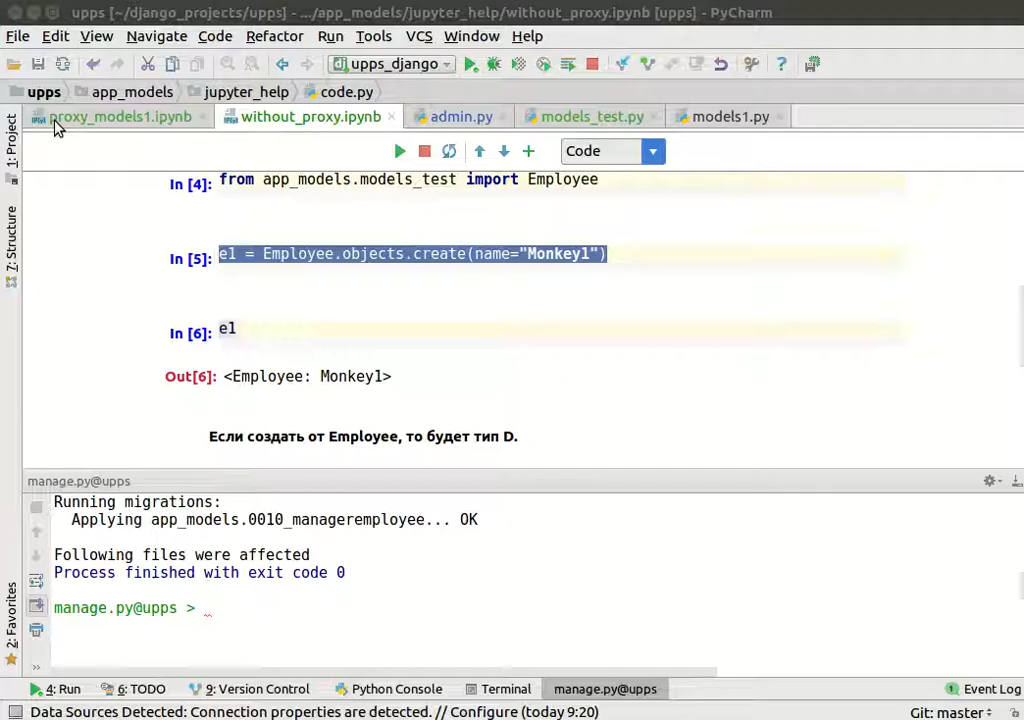 upps [~/django_projects/upps] - .../app_models/jupyter_help/without_proxy.ipynb [upps] - PyCharm
File Edit View Navigate Code Refactor Run Tools VCS Window Help
upps_django
upps app_models jupyter_help code.py
proxy_models1.ipynb without_proxy.ipynb admin.py models_test.py models1.py
Code
In [4]: from app_models.models_test import Employee
In [5]: e1 = Employee.objects.create(name="Monkey1")
In [6]: e1
Out[6]: <Employee: Monkey1>
Если создать от Employee, то будет тип D.
manage.py@upps
Running migrations:
Applying app_models.0010_manageremployee... OK
Following files were affected
Process finished with exit code 0
manage.py@upps >
1: Project
7: Structure
2: Favorites
4: Run 6: TODO 9: Version Control Python Console Terminal manage.py@upps 1 Event Log
Data Sources Detected: Connection properties are detected. // Configure (today 9:20) Git: master